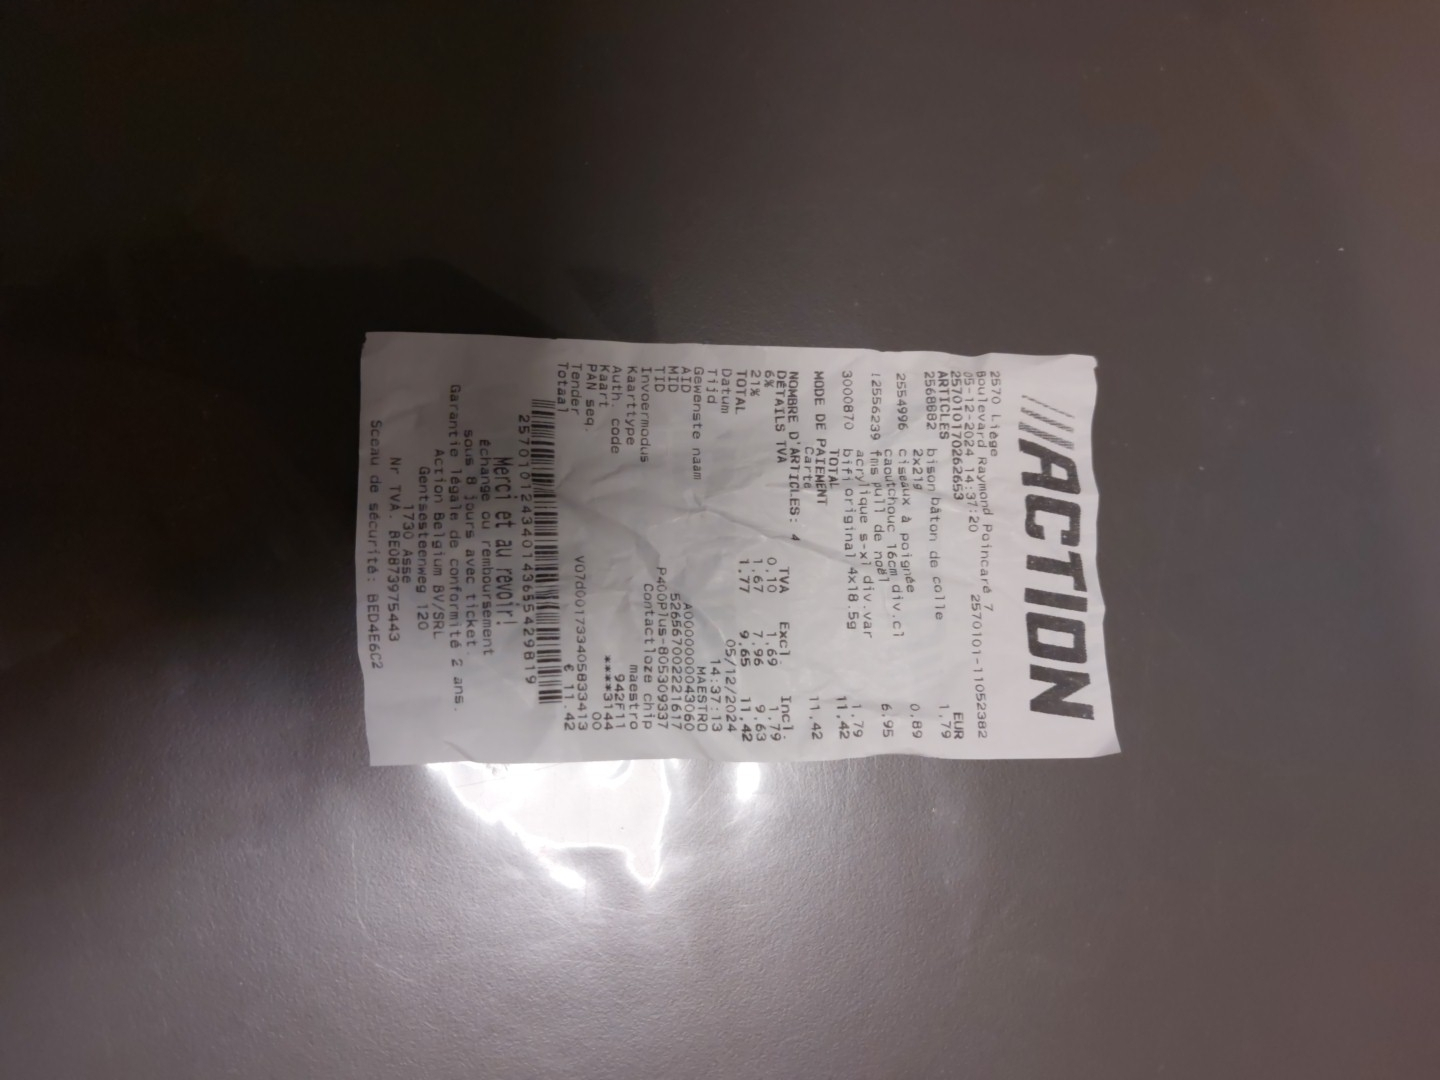 ACTION
2570 Liège
Boulevard Raymond Poincaré 7
05-12-2024 14:37:20 2570101-11052382
257010170262653
ARTICLES EUR
2568682 bison bâton de colle 1.79
2x21g
2554996 ciseaux à poignée 0.89
caoutchouc 16cm div.cl
!2556239 fms pull de noël 6.95
acrylique s-xl div.var
3000870 bifi original 4x18.5g 1.79
TOTAL 11.42
MODE DE PAIEMENT
Carte 11.42
NOMBRE D'ARTICLES: 4
DÉTAILS TVA TVA Excl. Incl.
6% 0.10 1.69 1.79
21% 1.67 7.96 9.63
TOTAL 1.77 9.65 11.42
Datum 05/12/2024
Tijd 14:37:13
Gewenste naam MAESTRO
AID A0000000043060
MID 526567002221617
TID P400Plus-805309337
Invoermodus Contactloze chip
Kaarttype maestro
Auth. code 942F11
Kaart ****3144
PAN seq. 00
Tender V07d001733405833413
Totaal € 11.42
257010124340143655429819
Merci et au revoir!
échange ou remboursement
sous 8 jours avec ticket.
Garantie légale de conformité 2 ans.
Action Belgium BV/SRL
Gentsesteenweg 120
1730 Asse
Nr TVA. BE0873975443
Sceau de sécurité: BED4E6C2